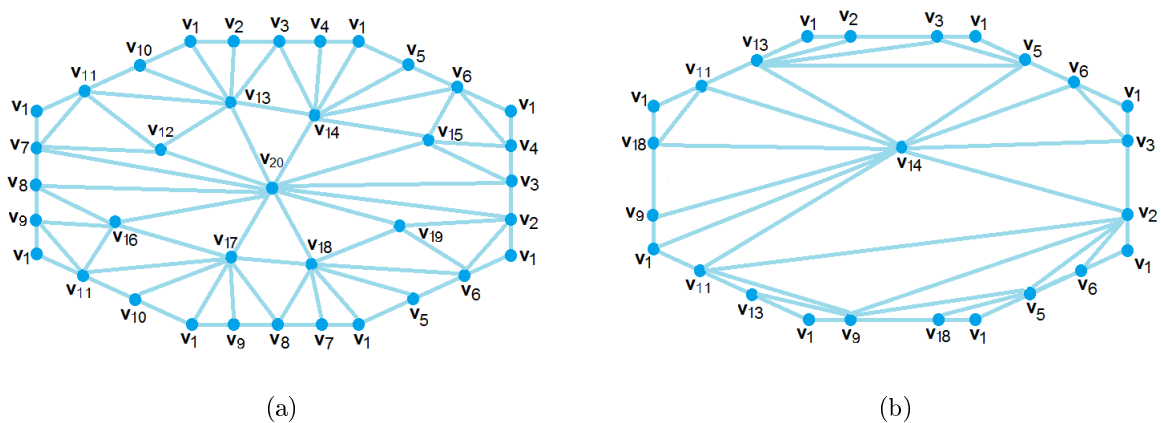 v1 v2 v3 v4 v1
v10 v5
v11 v6
v1 v13 v14 v1
v12 v15
v7 v4
v20
v8 v3
v9 v16 v2
v17 v18 v19
v1 v1
v11 v6
v10 v5
v1 v9 v8 v7 v1
(a)
v1 v2 v3 v1
v13 v5
v11 v6
v1 v1
v18 v14 v3
v9 v2
v1 v1
v11 v6
v13 v5
v1 v9 v18 v1
(b)